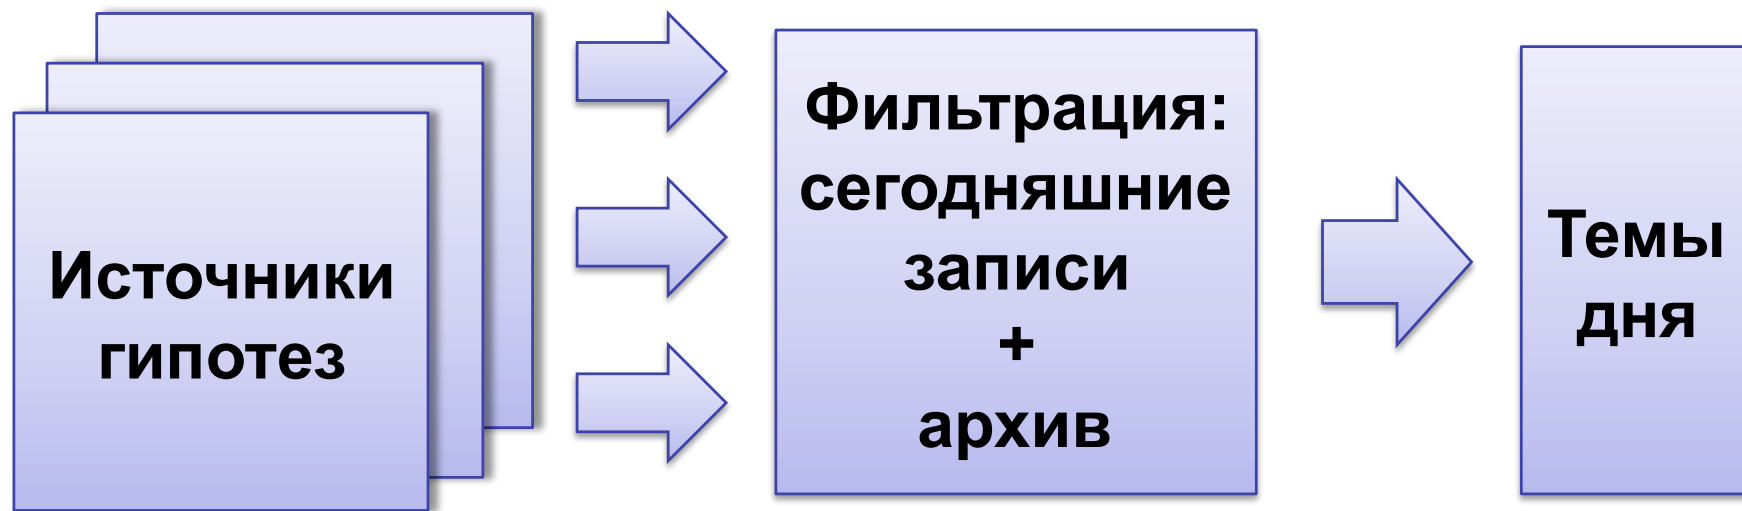 Источники
гипотез
Фильтрация:
сегодняшние
записи
+
архив
Темы
дня